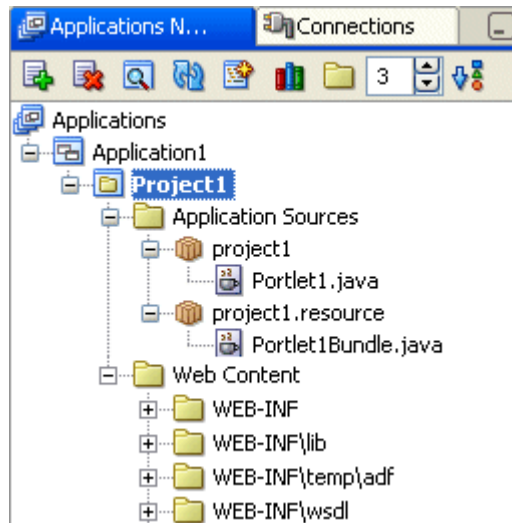 Applications N...
Connections
3
Applications
Application1
Project1
Application Sources
project1
Portlet1.java
project1.resource
Portlet1Bundle.java
Web Content
WEB-INF
WEB-INF\lib
WEB-INF\temp\adf
WEB-INF\wsdl